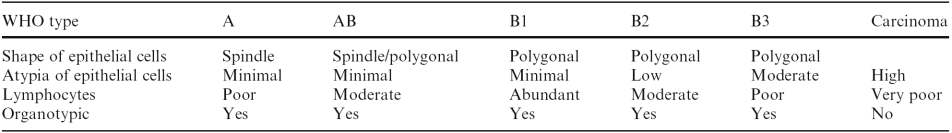 WHO type A AB B1 B2 B3 Carcinoma
Shape of epithelial cells Spindle Spindle/polygonal Polygonal Polygonal Polygonal
Atypia of epithelial cells Minimal Minimal Minimal Low Moderate High
Lymphocytes Poor Moderate Abundant Moderate Poor Very poor
Organotypic Yes Yes Yes Yes Yes No